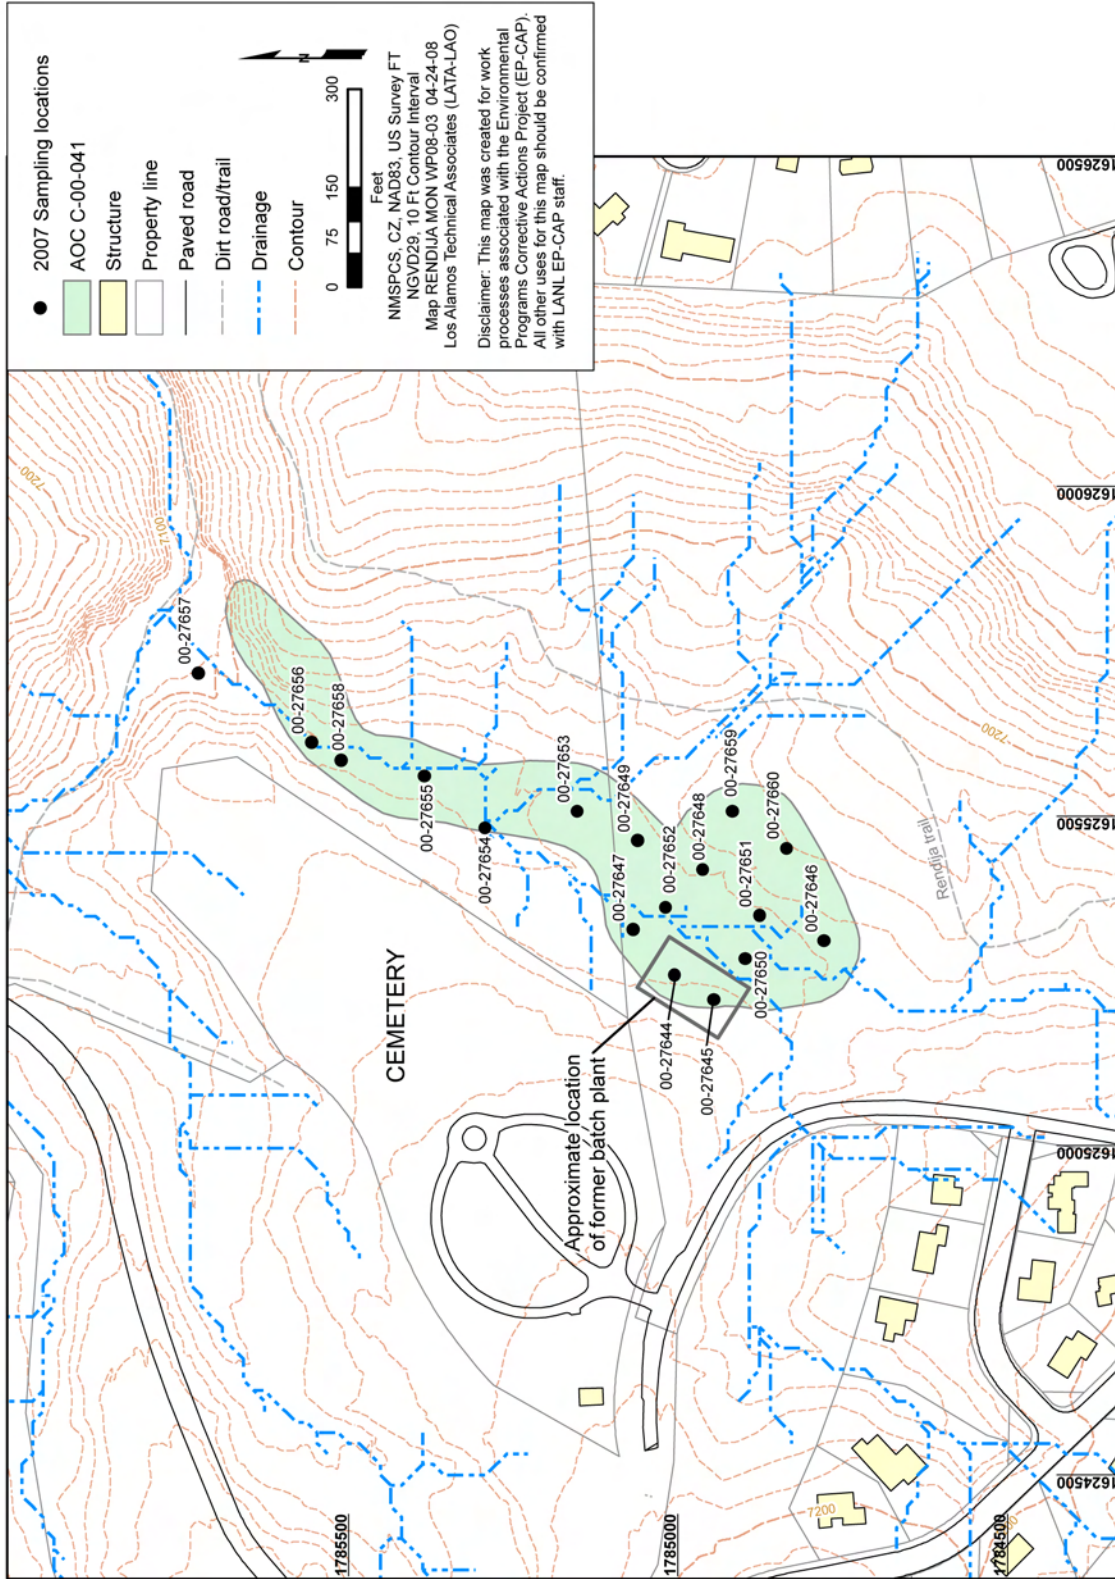 2007 Sampling locations
AOC C-00-041
Structure
Property line
Paved road
Dirt road/trail
Drainage
Contour
N
0 75 150 300
Feet
NMSPCS, CZ, NAD83, US Survey FT
NGVD29, 10 Ft Contour Interval
Map RENDIJA MON WP08-03 04-24-08
Los Alamos Technical Associates (LATA-LAO)
Disclaimer: This map was created for work
processes associated with the Environmental
Programs Corrective Actions Project (EP-CAP).
All other uses for this map should be confirmed
with LANL EP-CAP staff.
7200
7100
00-27657
00-27656
00-27658
00-27655
00-27654
00-27653
00-27649
00-27647
00-27652
00-27648
00-27659
00-27651
00-27660
00-27646
00-27650
00-27644
00-27645
CEMETERY
Approximate location
of former batch plant
Rendija trail
7200
7200
1785500
1785000
1784500
1624500
1625000
1625500
1626000
1626500